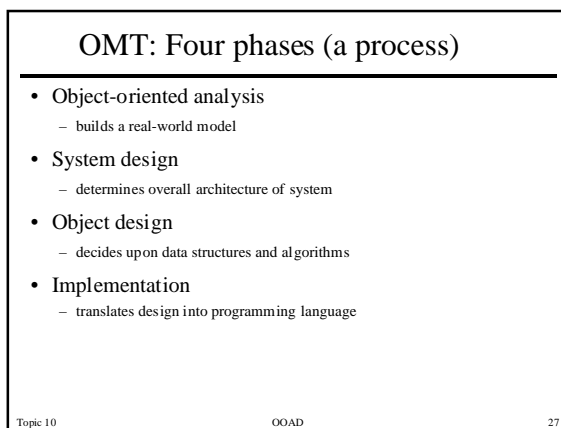 OMT: Four phases (a process)
• Object-oriented analysis
– builds a real-world model
• System design
– determines overall architecture of system
• Object design
– decides upon data structures and algorithms
• Implementation
– translates design into programming language
Topic 10 OOAD 27